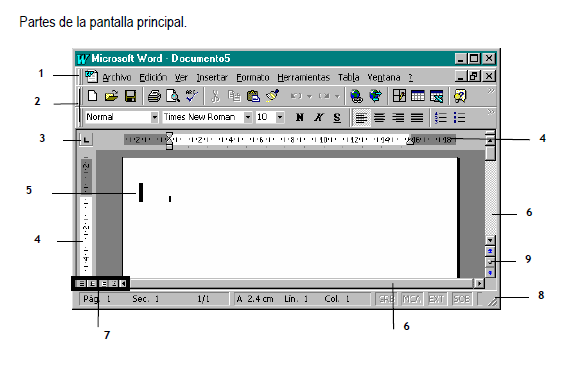 Partes de la pantalla principal.
Microsoft Word - Documento5
1
Archivo Edición Ver Insertar Formato Herramientas Tabla Ventana ?
2
Normal Times New Roman 10 N K S
3
4
5
6
4
9
Pág. 1 Sec. 1 1/1 A 2.4 cm Lín. 1 Col. 1 GRB MCA EXT SOB
8
7
6